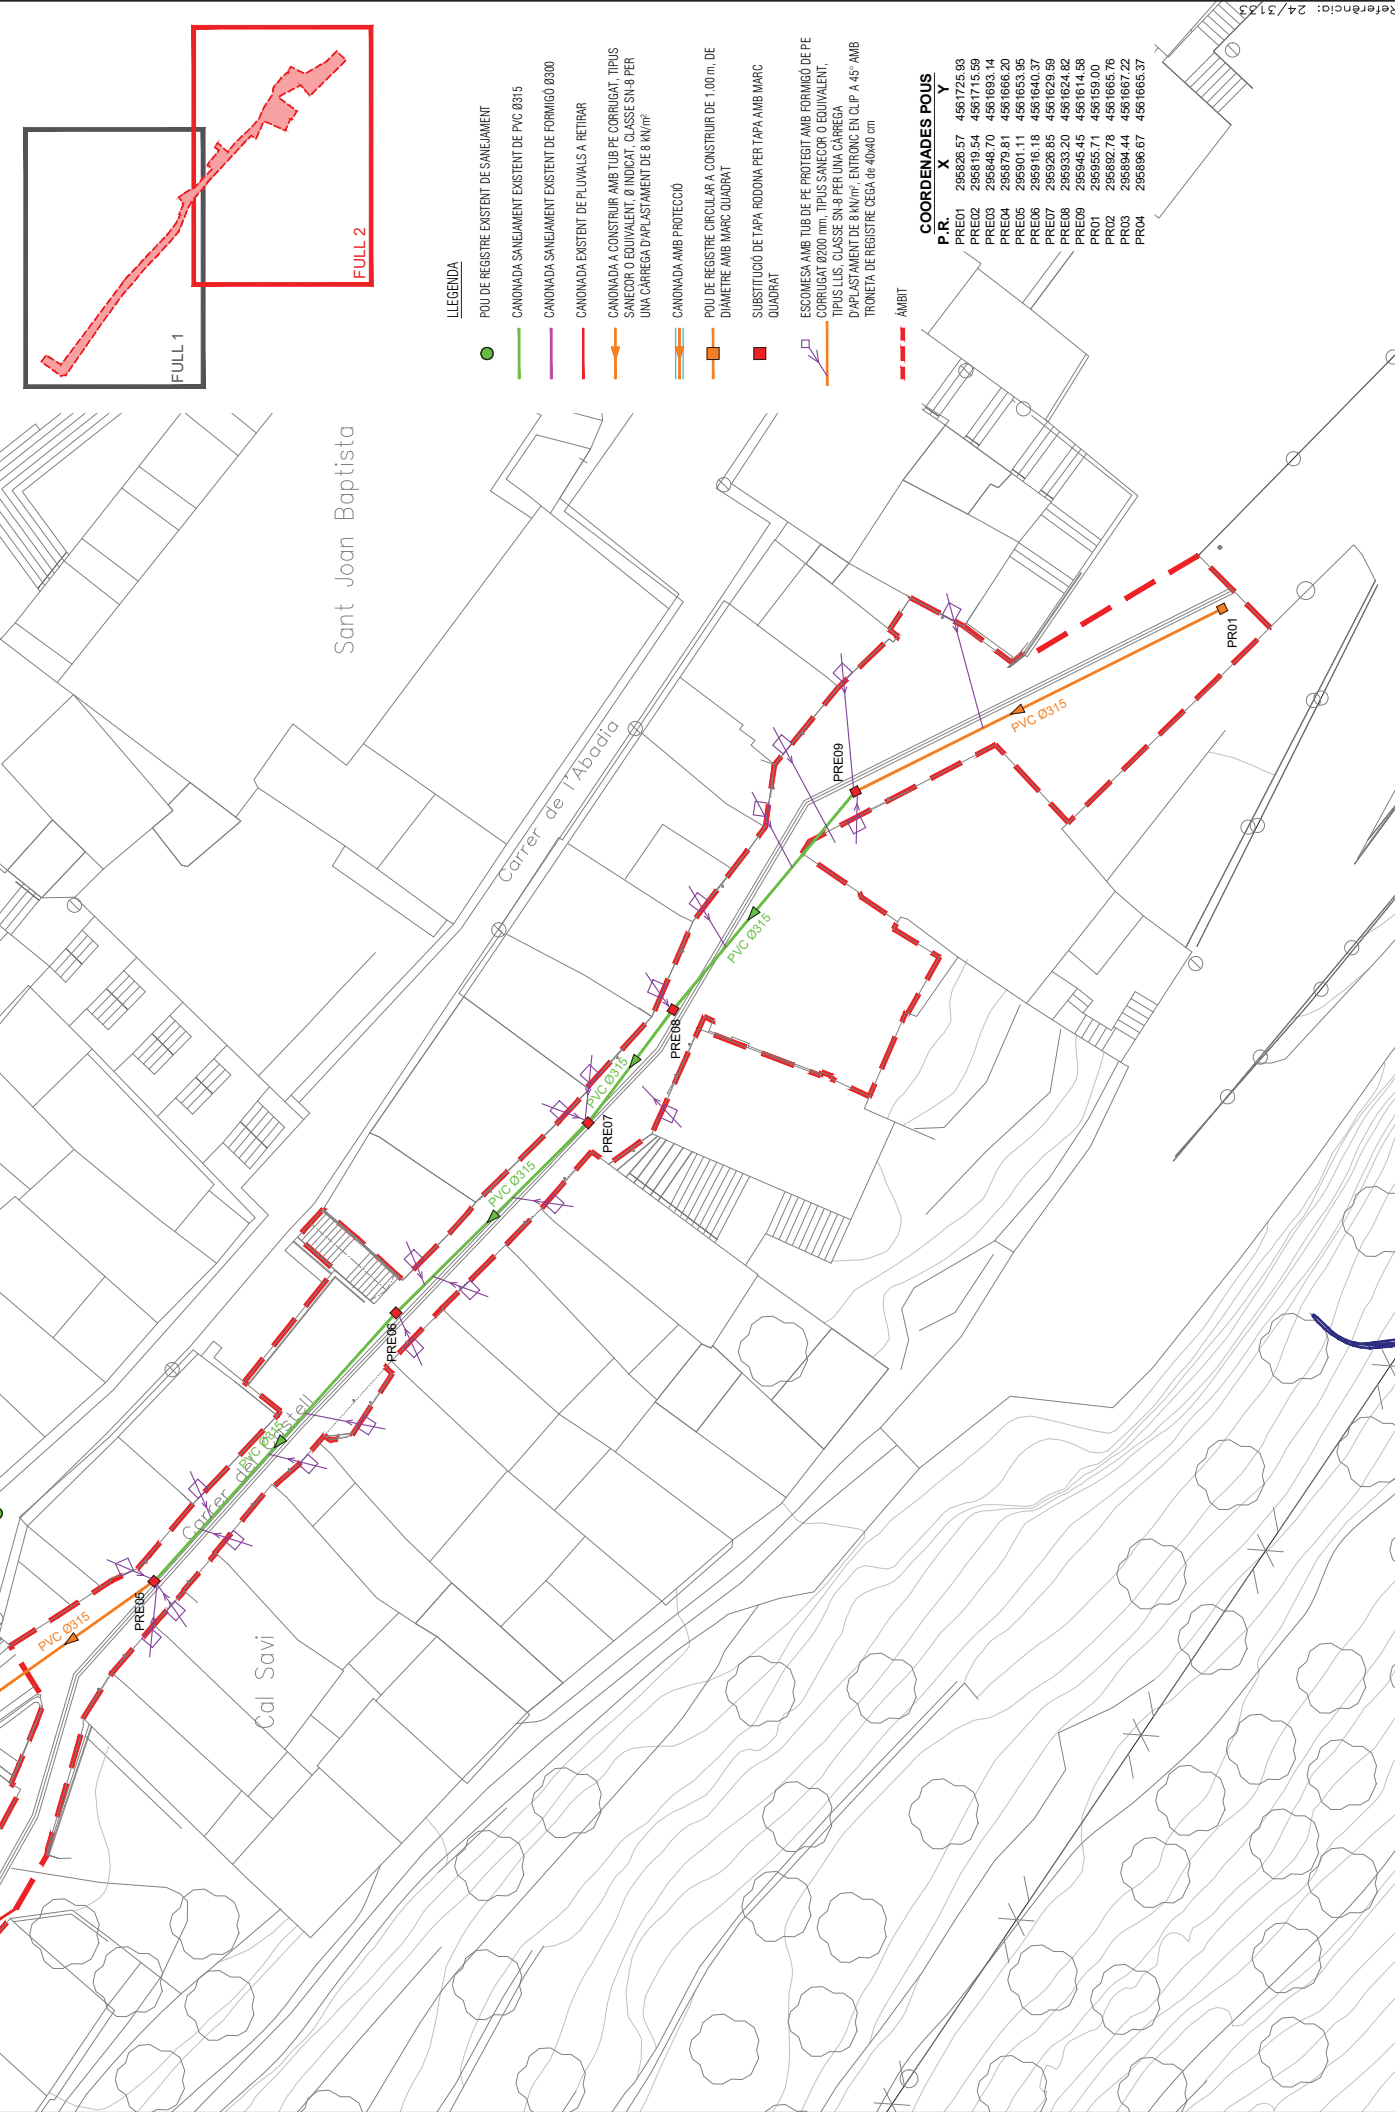 Referència: 24/3133
FULL 1
FULL 2
LLEGENDA
POU DE REGISTRE EXISTENT DE SANEJAMENT
CANONADA SANEJAMENT EXISTENT DE PVC Ø315
CANONADA SANEJAMENT EXISTENT DE FORMIGÓ Ø300
CANONADA EXISTENT DE PLUVIALS A RETIRAR
CANONADA A CONSTRUIR AMB TUB PE CORRUGAT, TIPUS
SANECOR O EQUIVALENT, Ø INDICAT, CLASSE SN-8 PER
UNA CÀRREGA D'APLASTAMENT DE 8 kN/m²
CANONADA AMB PROTECCIÓ
POU DE REGISTRE CIRCULAR A CONSTRUIR DE 1.00 m, DE
DIÀMETRE AMB MARC QUADRAT
SUBSTITUCIÓ DE TAPA RODONA PER TAPA AMB MARC
QUADRAT
ESCOMESA AMB TUB DE PE PROTEGIT AMB FORMIGÓ DE PE
CORRUGAT Ø200 mm, TIPUS SANECOR O EQUIVALENT,
TIPUS LLIS, CLASSE SN-8 PER UNA CÀRREGA
D'APLASTAMENT DE 8 kN/m², ENTRONC EN CLIP A 45º AMB
TRONETA DE REGISTRE CEGA de 40x40 cm
ÀMBIT
COORDENADES POUS
P.R. X Y
PRE01 295826.57 4561725.93
PRE02 295819.54 4561715.59
PRE03 295848.70 4561693.14
PRE04 295879.81 4561666.20
PRE05 295901.11 4561653.95
PRE06 295916.18 4561640.37
PRE07 295926.85 4561629.59
PRE08 295933.20 4561624.82
PRE09 295945.45 4561614.58
PR01 295955.71 456159.00
PR02 295892.78 4561665.76
PR03 295894.44 4561667.22
PR04 295896.67 4561665.37
Sant Joan Baptista
Carrer de l'Abadia
Carrer del Castell
Cal Savi
PRE05
PRE06
PRE07
PRE08
PRE09
PR01
PVC Ø315
PVC Ø315
PVC Ø315
PVC Ø315
PVC Ø315
PVC Ø315